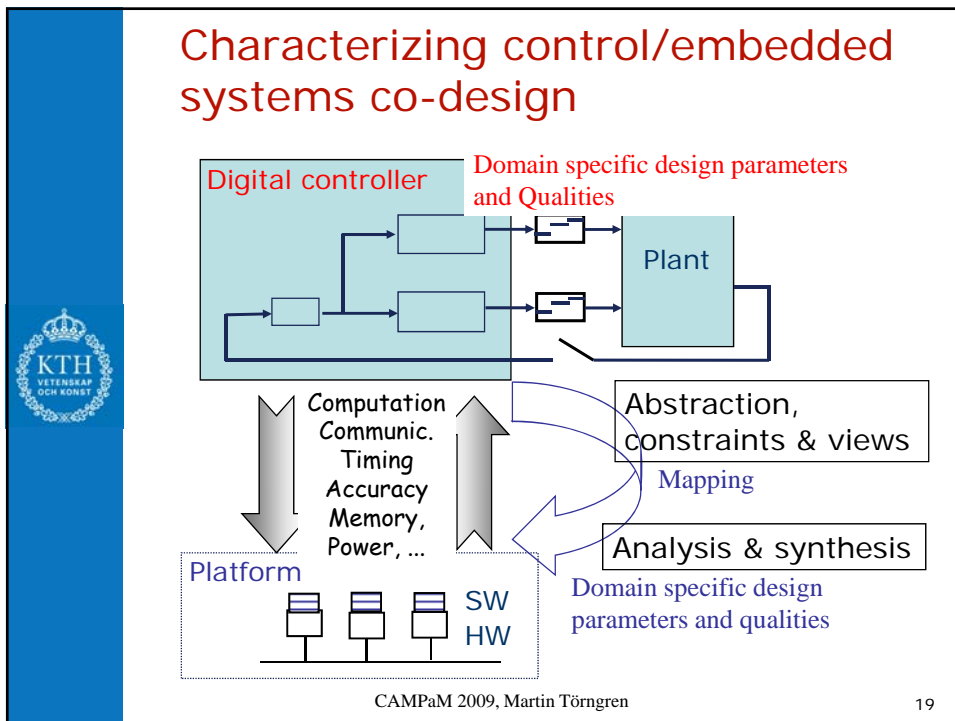 Characterizing control/embedded
systems co-design
Digital controller
Domain specific design parameters
and Qualities
Plant
KTH
VETENSKAP
OCH KONST
Computation
Communic.
Timing
Accuracy
Memory,
Power, ...
Abstraction,
constraints & views
Mapping
Analysis & synthesis
Platform
SW
HW
Domain specific design
parameters and qualities
CAMPaM 2009, Martin Törngren
19